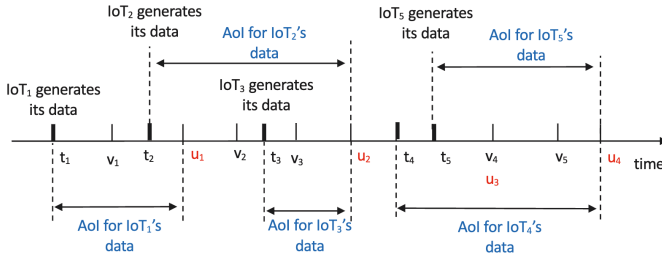 IoT₂ generates
its data
IoT₅ generates
its data
AoI for IoT₂'s
data
AoI for IoT₅'s
data
IoT₁ generates
its data
IoT₃ generates
its data
t₁
v₁
t₂
u₁
v₂
t₃
v₃
u₂
t₄
t₅
v₄
v₅
u₄
time
u₃
AoI for IoT₁'s
data
AoI for IoT₃'s
data
AoI for IoT₄'s
data